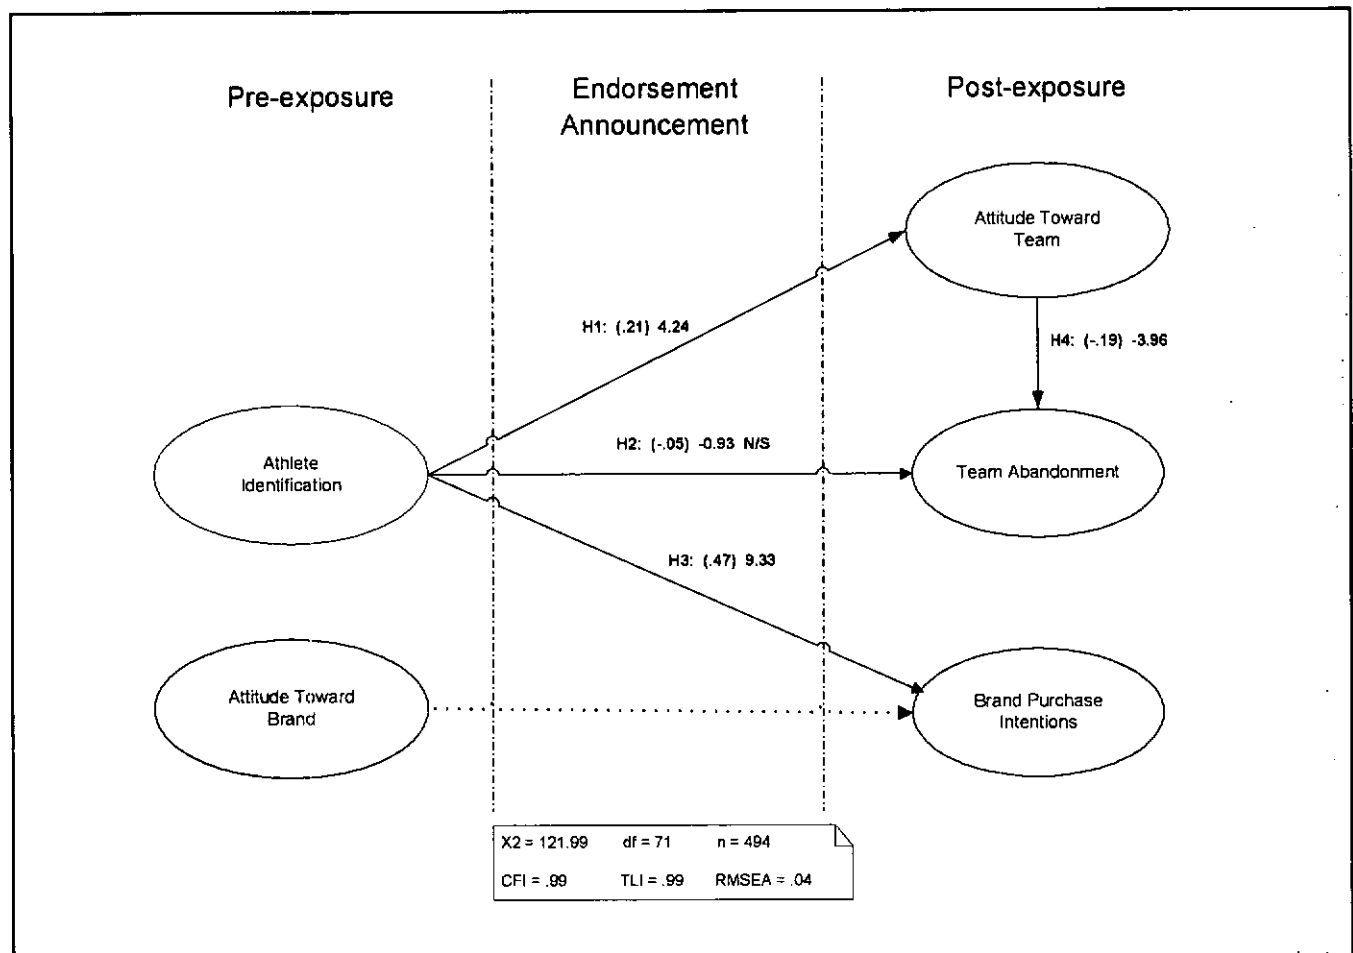 Pre-exposure
Endorsement
Announcement
Post-exposure
Attitude Toward
Team
H1: (.21) 4.24
H4: (-.19) -3.96
H2: (-.05) -0.93 N/S
Athlete
Identification
Team Abandonment
H3: (.47) 9.33
Attitude Toward
Brand
Brand Purchase
Intentions
X2 = 121.99 df = 71 n = 494
CFI = .99 TLI = .99 RMSEA = .04